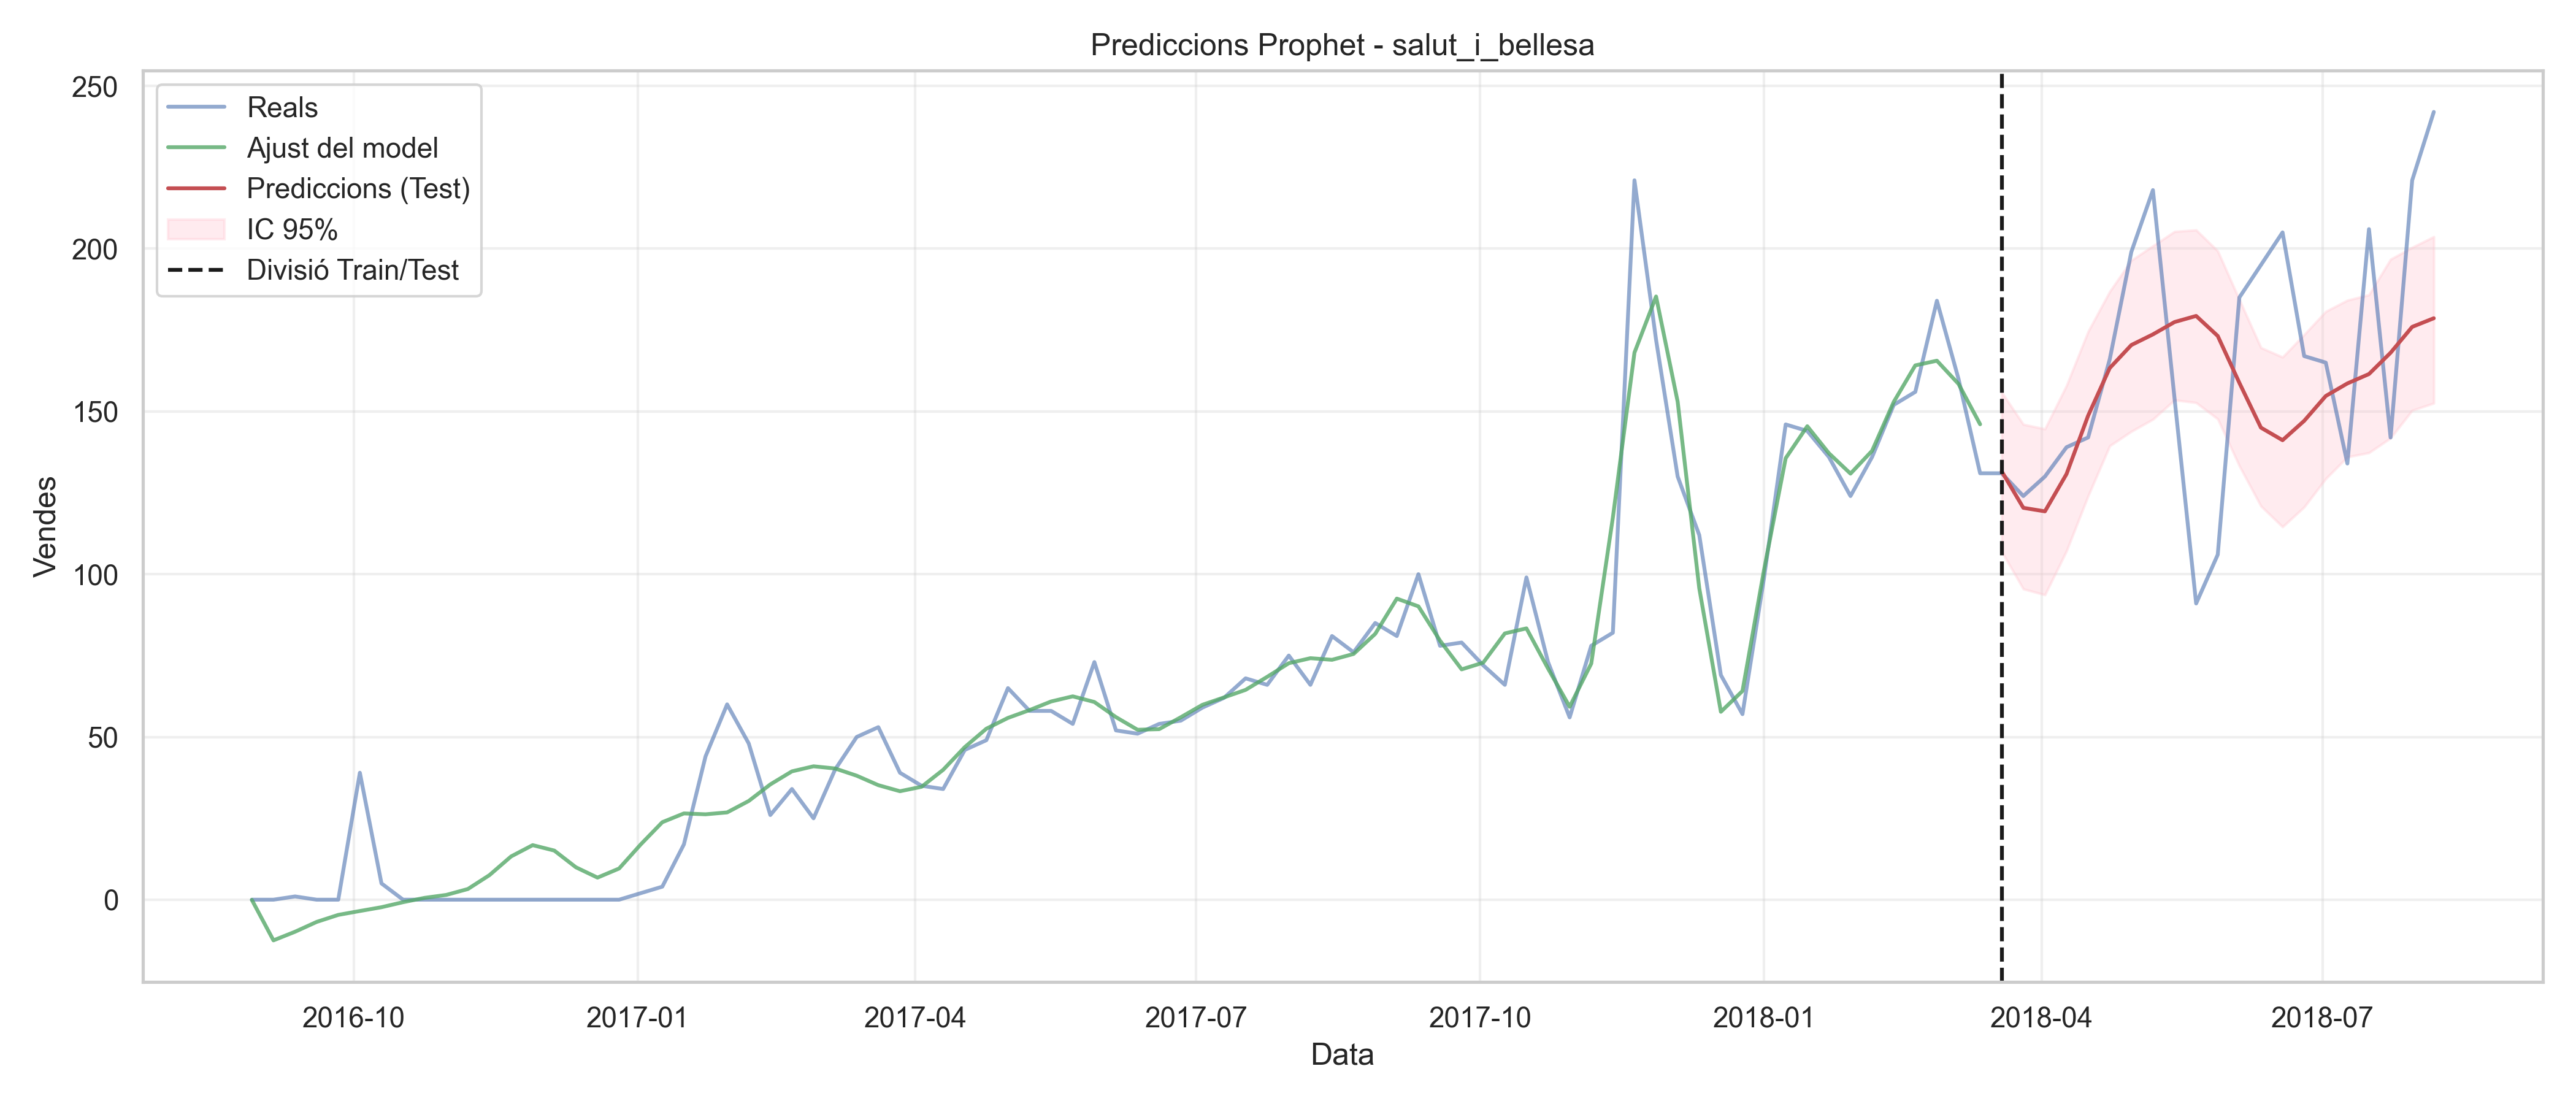 Prediccions Prophet - salut_i_bellesa
Reals
Ajust del model
Prediccions (Test)
IC 95%
Divisió Train/Test
Vendes
250
200
150
100
50
0
2016-10
2017-01
2017-04
2017-07
2017-10
2018-01
2018-04
2018-07
Data